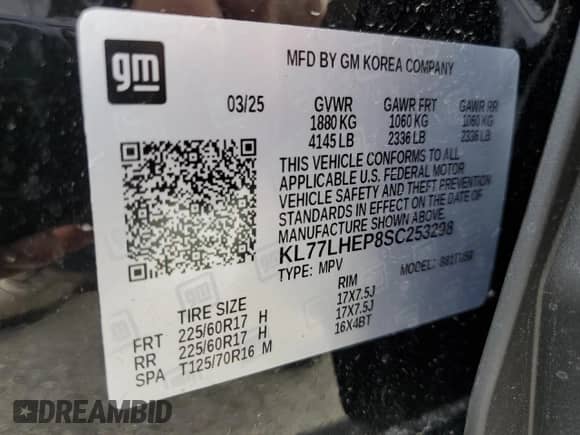 gm
MFD BY GM KOREA COMPANY
03/25 GVWR GAWR FRT GAWR RR
1880 KG 1060 KG 1060 KG
4145 LB 2336 LB 2336 LB
THIS VEHICLE CONFORMS TO ALL
APPLICABLE U.S. FEDERAL MOTOR
VEHICLE SAFETY AND THEFT PREVENTION
STANDARDS IN EFFECT ON THE DATE OF
MANUFACTURE SHOWN ABOVE.
KL77LHEP8SC253298
TYPE: MPV MODEL:
TIRE SIZE RIM
FRT 225/60R17 H 17X7.5J
RR 225/60R17 H 17X7.5J
SPA T125/70R16 M 16X4BT
DREAMBID